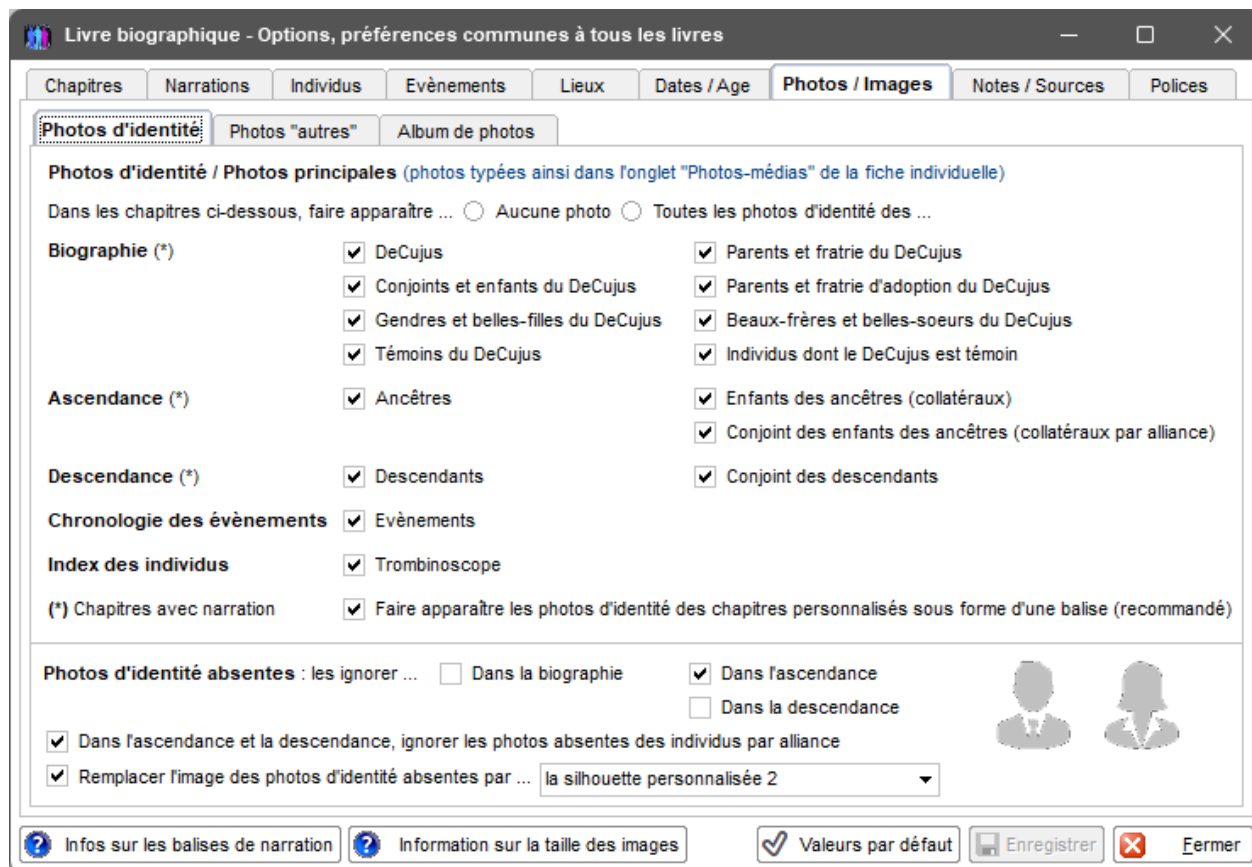 Livre biographique - Options, préférences communes à tous les livres
Chapitres Narrations Individus Evènements Lieux Dates / Age Photos / Images Notes / Sources Polices
Photos d'identité Photos "autres" Album de photos
Photos d'identité / Photos principales (photos typées ainsi dans l'onglet "Photos-médias" de la fiche individuelle)
Dans les chapitres ci-dessous, faire apparaître ... Aucune photo Toutes les photos d'identité des ...
Biographie (*) DeCujus Parents et fratrie du DeCujus
Conjoints et enfants du DeCujus Parents et fratrie d'adoption du DeCujus
Gendres et belles-filles du DeCujus Beaux-frères et belles-soeurs du DeCujus
Témoins du DeCujus Individus dont le DeCujus est témoin
Ascendance (*) Ancêtres Enfants des ancêtres (collatéraux)
Conjoint des enfants des ancêtres (collatéraux par alliance)
Descendance (*) Descendants Conjoint des descendants
Chronologie des évènements Evènements
Index des individus Trombinoscope
(*) Chapitres avec narration Faire apparaître les photos d'identité des chapitres personnalisés sous forme d'une balise (recommandé)
Photos d'identité absentes : les ignorer ... Dans la biographie Dans l'ascendance
Dans la descendance
Dans l'ascendance et la descendance, ignorer les photos absentes des individus par alliance
Remplacer l'image des photos d'identité absentes par ... la silhouette personnalisée 2
Infos sur les balises de narration Information sur la taille des images Valeurs par défaut Enregistrer Fermer